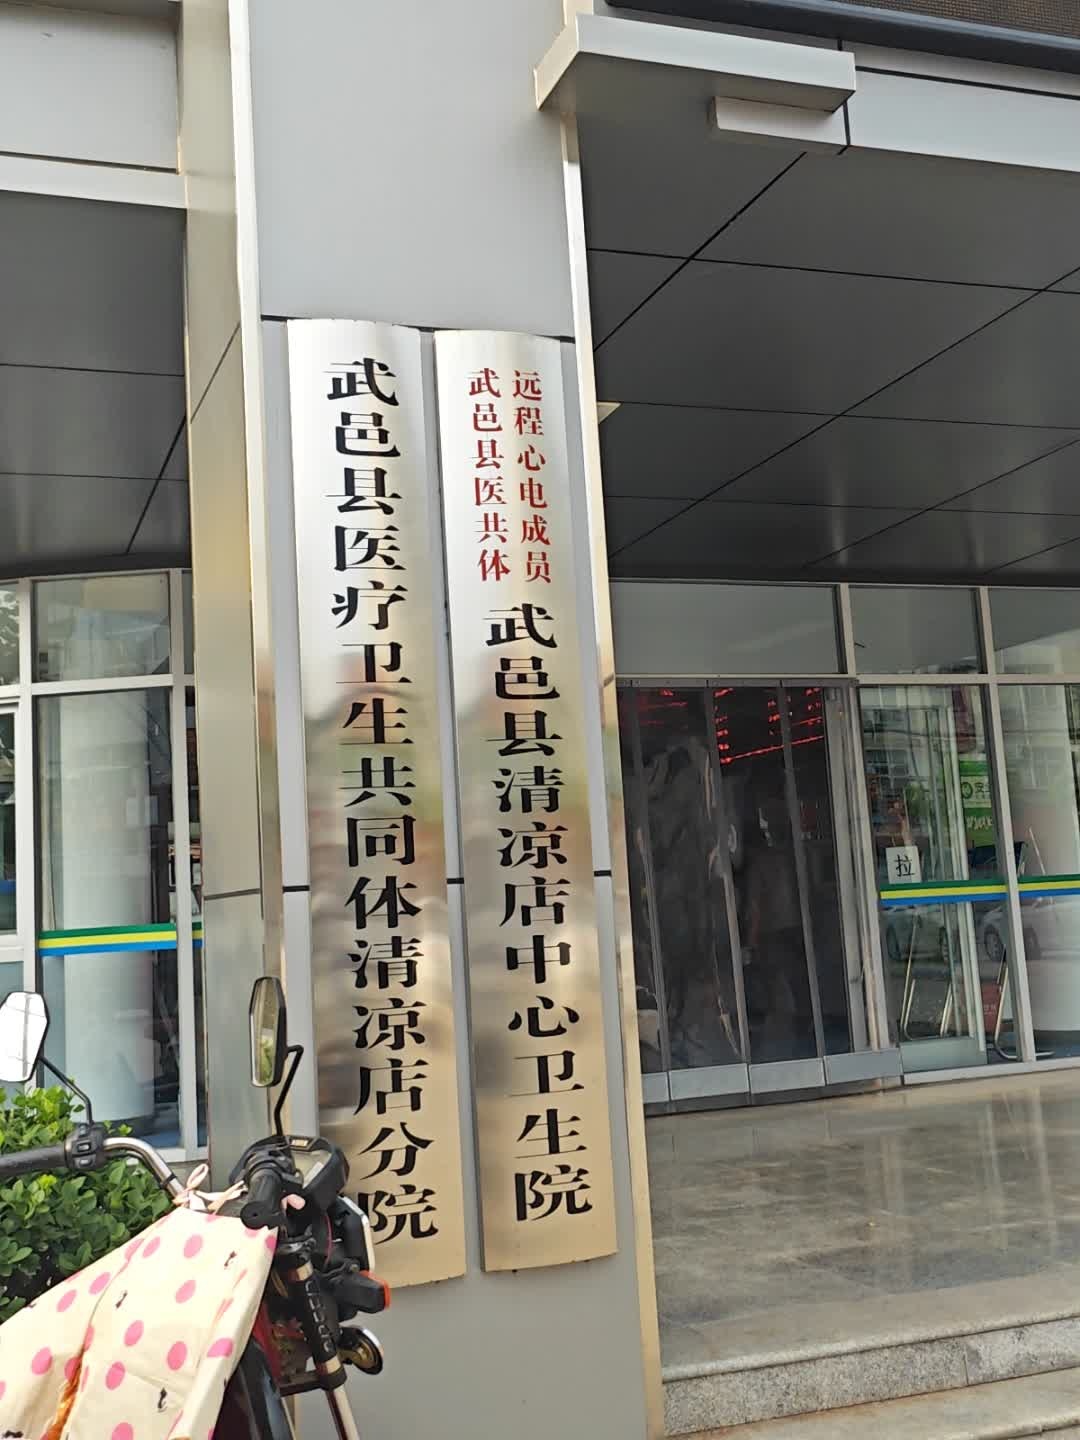 武邑县医疗卫生共同体清凉店分院
武邑县医共体
远程心电成员
武邑县清凉店中心卫生院
拉